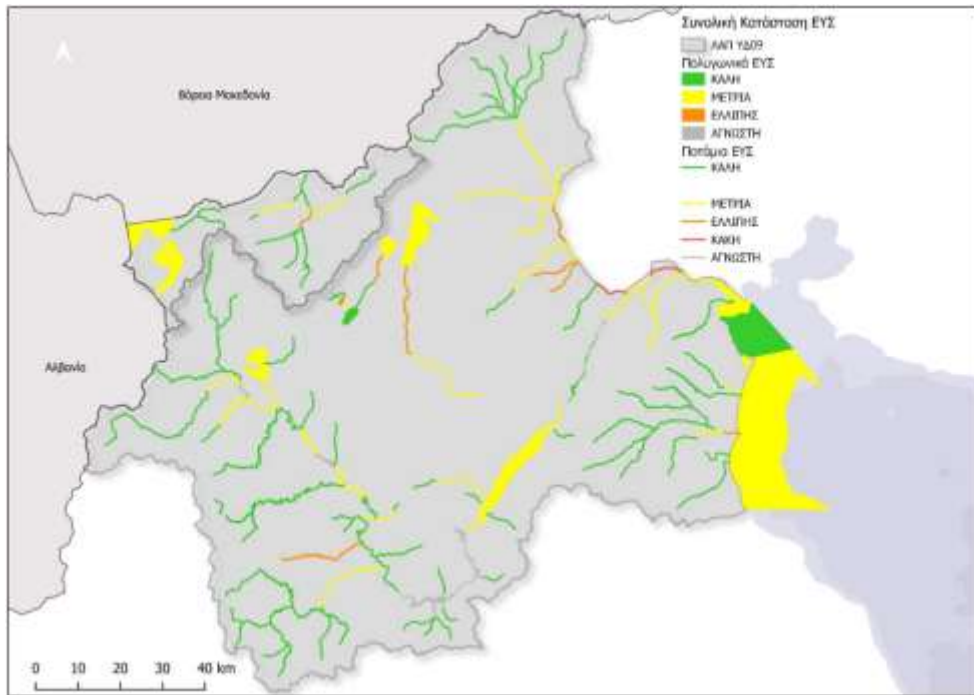 Συνολική Κατάσταση ΕΥΣ
ΛΑΠ ΥΔ09
Πολυγωνικά ΕΥΣ
ΚΑΛΗ
ΜΕΤΡΙΑ
ΕΛΛΙΠΗΣ
ΑΓΝΩΣΤΗ
Ποτάμια ΕΥΣ
ΚΑΛΗ
ΜΕΤΡΙΑ
ΕΛΛΙΠΗΣ
ΚΑΚΗ
ΑΓΝΩΣΤΗ
Βόρεια Μακεδονία
Αλβανία
0 10 20 30 40 km